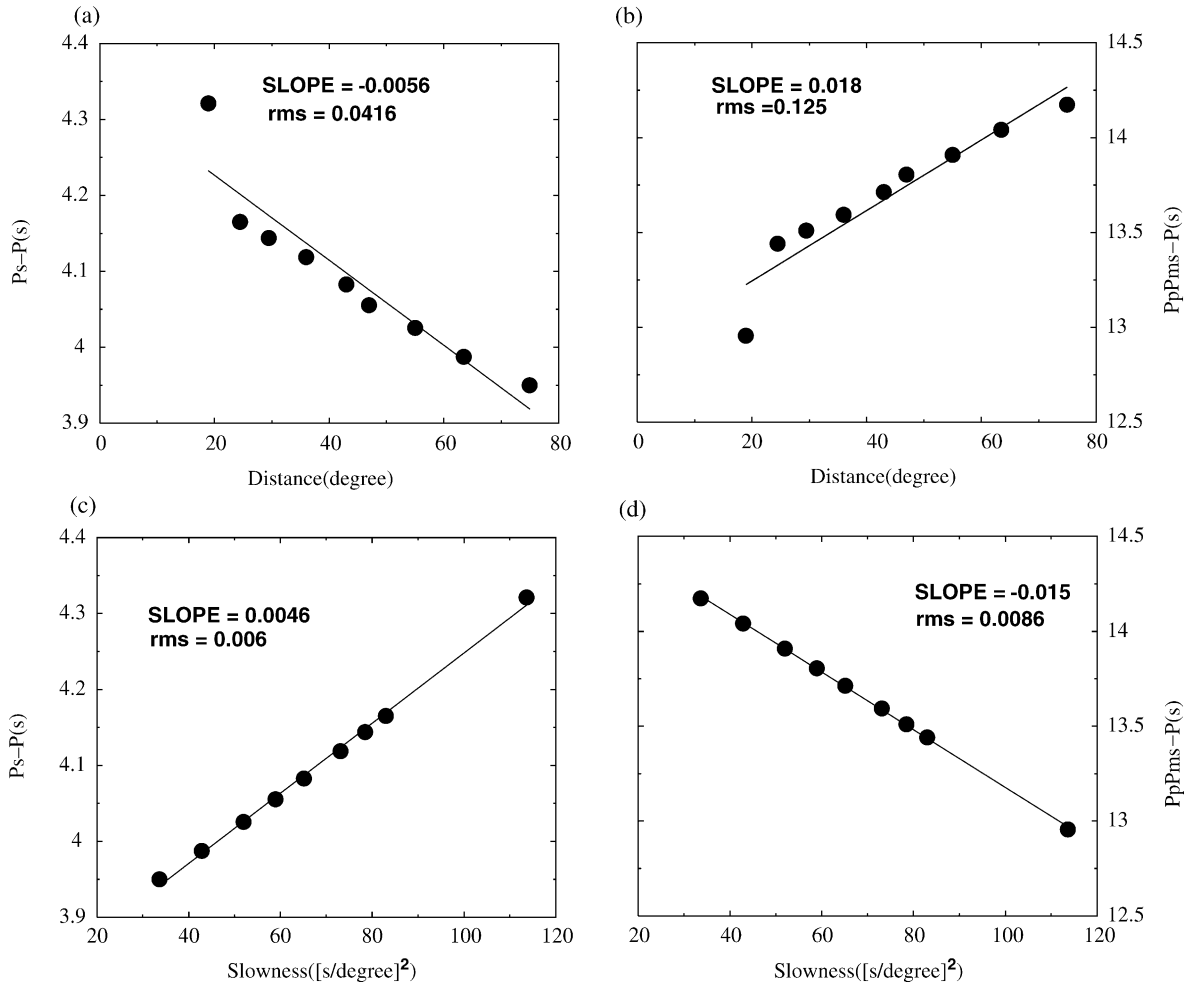 (a)
4.4
4.3
4.2
4.1
4
3.9
SLOPE = -0.0056
rms = 0.0416
Ps–P(s)
0 20 40 60 80
Distance(degree)
(b)
14.5
14
13.5
13
12.5
SLOPE = 0.018
rms =0.125
PpPms–P(s)
0 20 40 60 80
Distance(degree)
(c)
4.4
4.3
4.2
4.1
4
3.9
SLOPE = 0.0046
rms = 0.006
Ps–P(s)
20 40 60 80 100 120
Slowness([s/degree]²)
(d)
14.5
14
13.5
13
12.5
SLOPE = -0.015
rms = 0.0086
PpPms–P(s)
20 40 60 80 100 120
Slowness([s/degree]²)